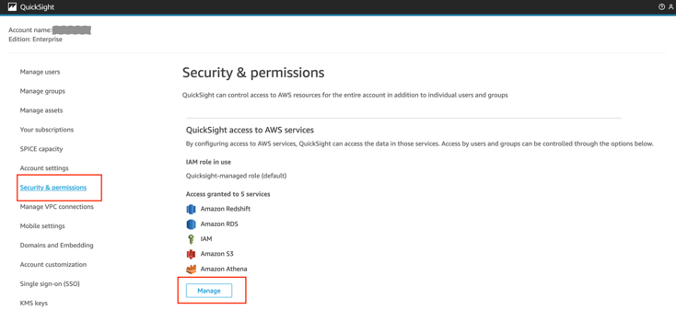 QuickSight
Account name:
Edition: Enterprise
Manage users
Manage groups
Manage assets
Your subscriptions
SPICE capacity
Account settings
Security & permissions
Manage VPC connections
Mobile settings
Domains and Embedding
Account customization
Single sign-on (SSO)
KMS keys
Security & permissions
QuickSight can control access to AWS resources for the entire account in addition to individual users and groups
QuickSight access to AWS services
By configuring access to AWS services, QuickSight can access the data in those services. Access by users and groups can be controlled through the options below.
IAM role in use
Quicksight-managed role (default)
Access granted to 5 services
Amazon Redshift
Amazon RDS
IAM
Amazon S3
Amazon Athena
Manage